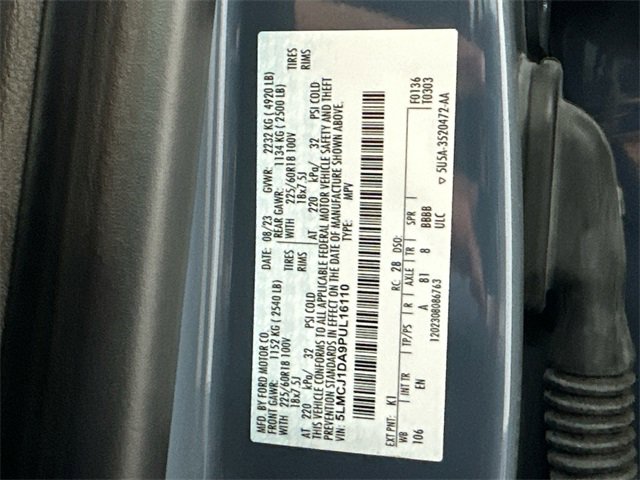 MFD. BY FORD MOTOR CO.
DATE: 08/23 GVWR: 2232 KG ( 4920 LB)
FRONT GAWR: 1152 KG ( 2540 LB) REAR GAWR: 1134 KG ( 2500 LB)
WITH 225/60R18 100V TIRES WITH 225/60R18 100V TIRES
18x7.5J RIMS 18x7.5J RIMS
AT 220 kPa/ 32 PSI COLD AT 220 kPa/ 32 PSI COLD
THIS VEHICLE CONFORMS TO ALL APPLICABLE FEDERAL MOTOR VEHICLE SAFETY AND THEFT
PREVENTION STANDARDS IN EFFECT ON THE DATE OF MANUFACTURE SHOWN ABOVE.
VIN: 5LMCJ1DA9PUL16110 TYPE: MPV
EXT PNT: K1 RC: 28 DSO: F0136
WB INT TR TP/PS R AXLE TR SPR T0303
106 EN A 81 8 BBBB
ULC
1202308086763 ▽ 5U5A-3520472-AA